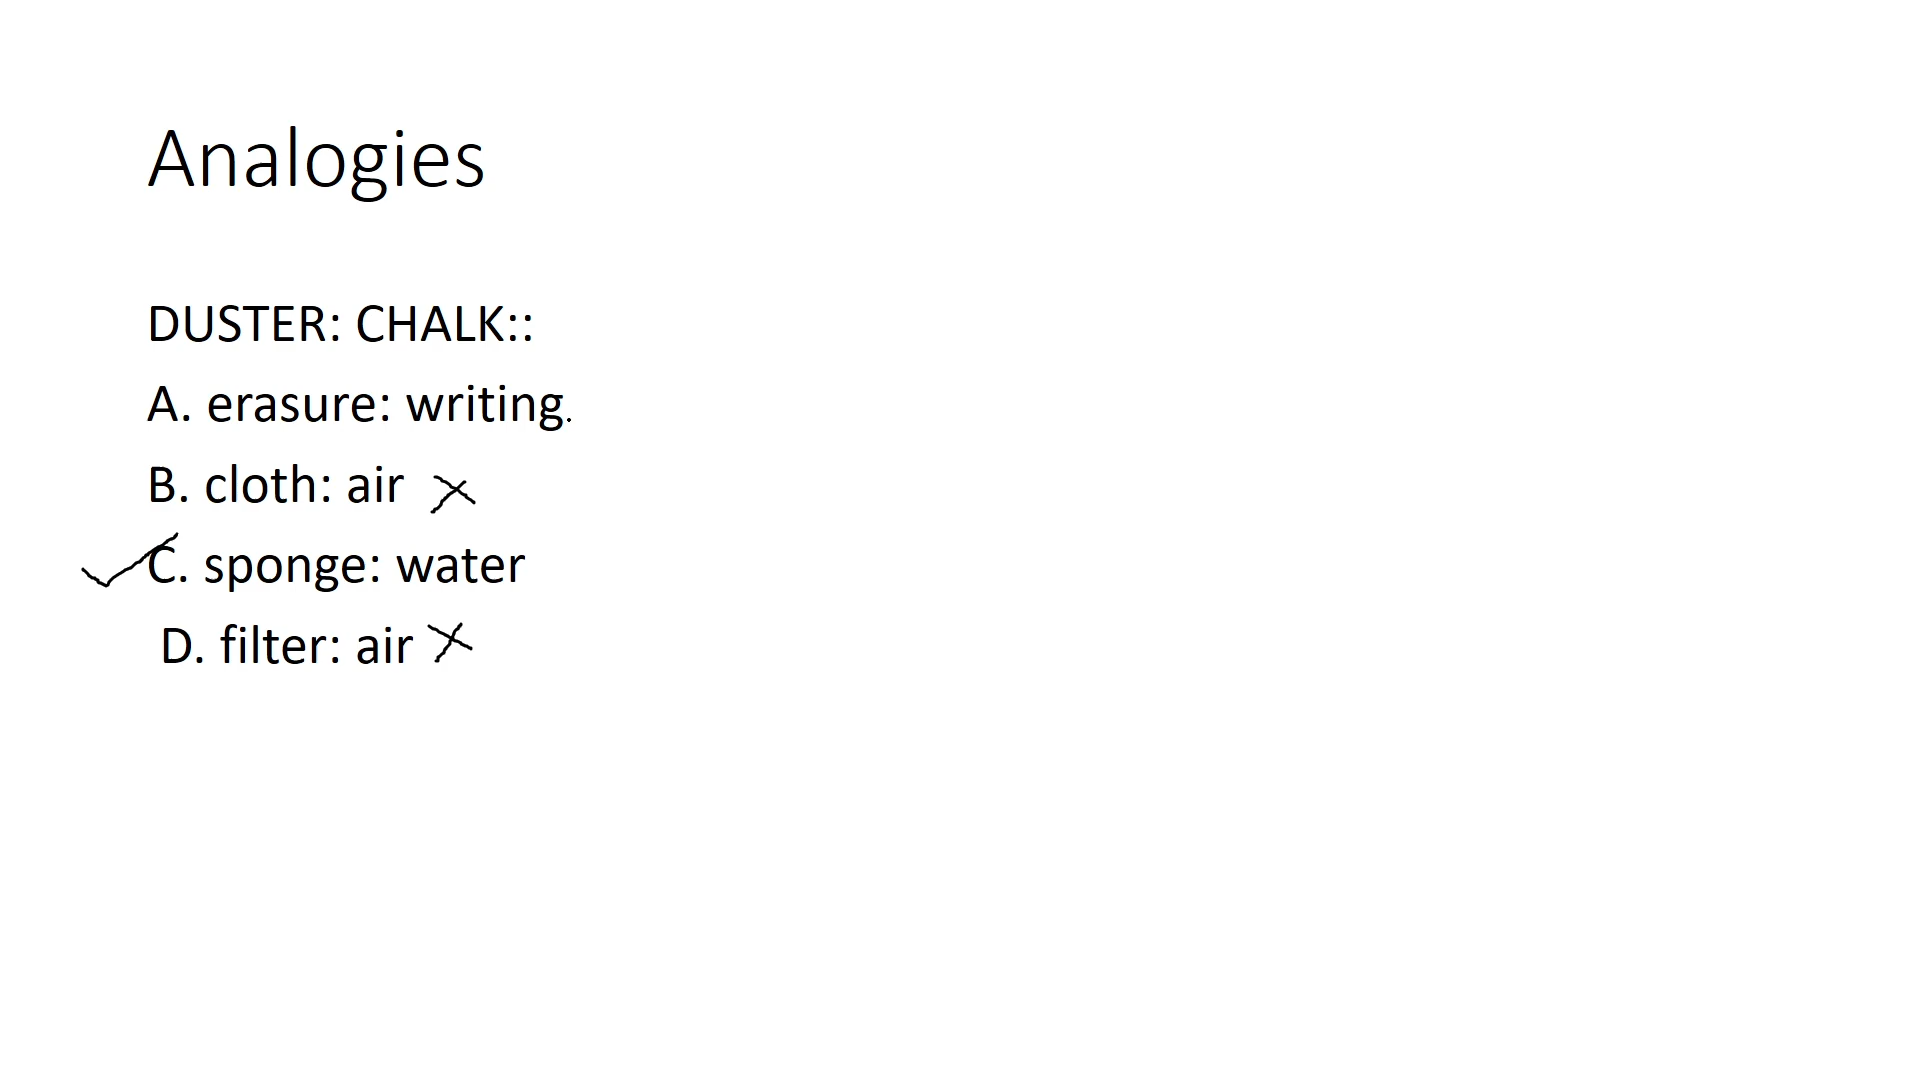 Analogies
DUSTER: CHALK::
A. erasure: writing.
B. cloth: air
C. sponge: water
D. filter: air